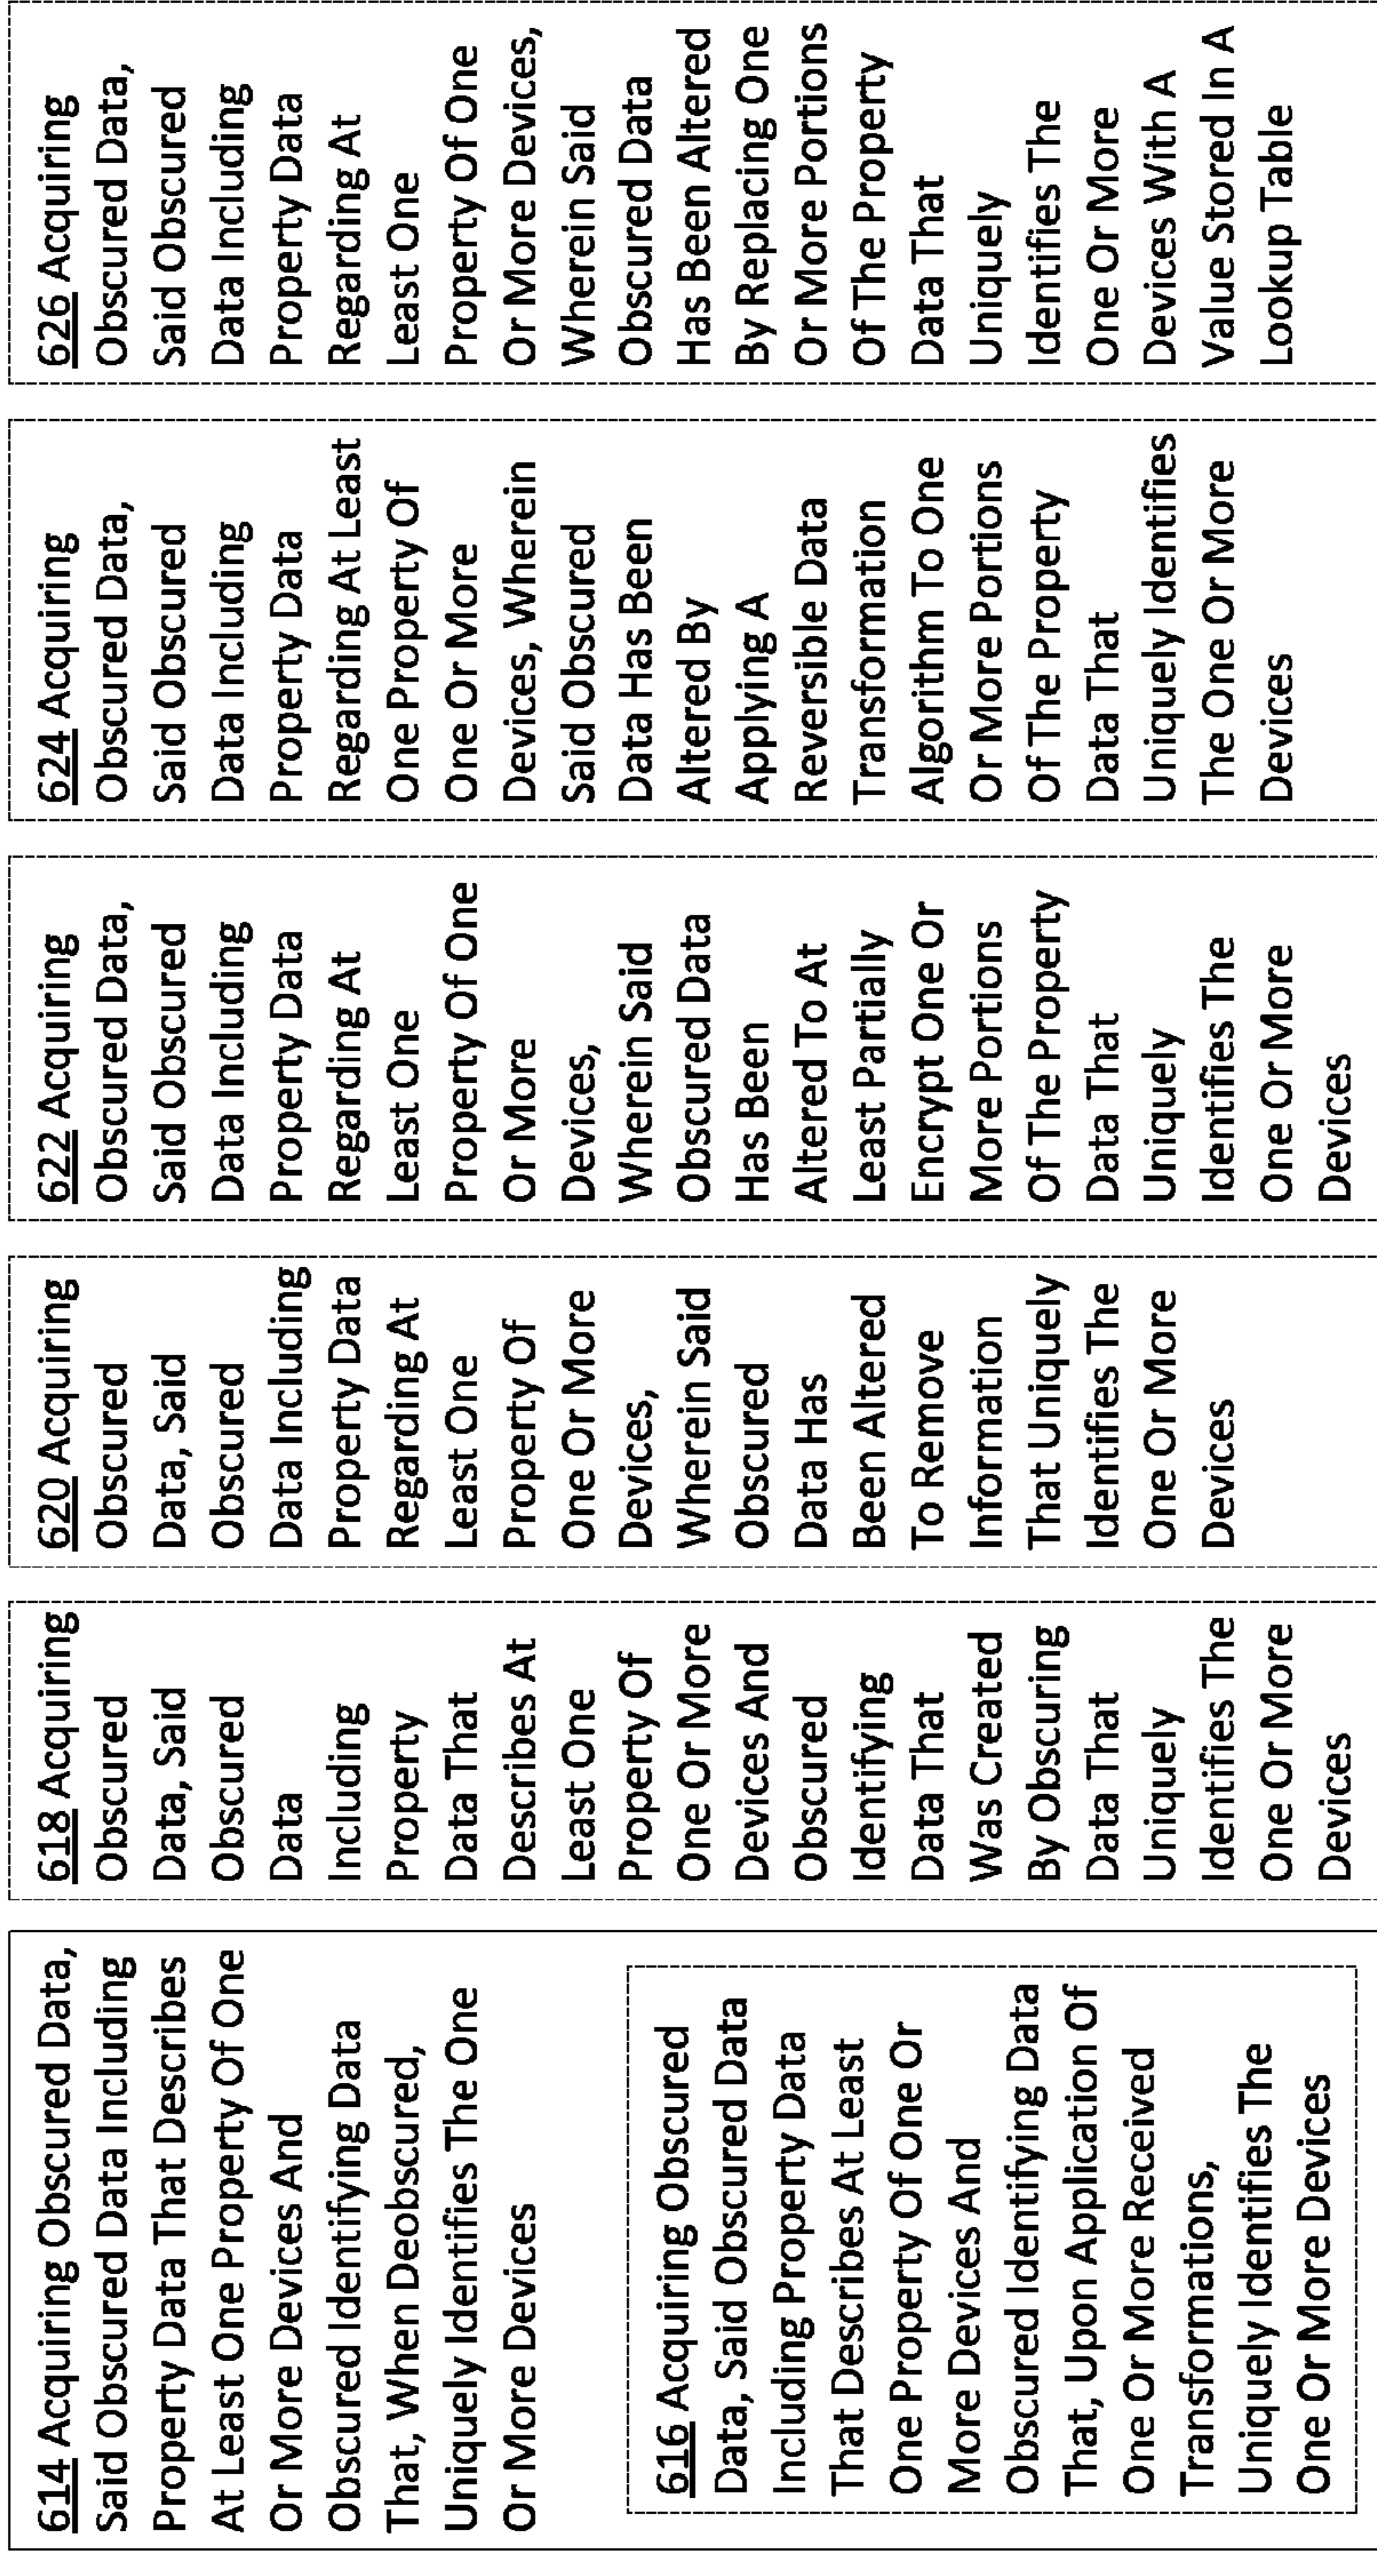 614 Acquiring Obscured Data,
Said Obscured Data Including
Property Data That Describes
At Least One Property Of One
Or More Devices And
Obscured Identifying Data
That, When Deobscured,
Uniquely Identifies The One
Or More Devices
616 Acquiring Obscured
Data, Said Obscured Data
Including Property Data
That Describes At Least
One Property Of One Or
More Devices And
Obscured Identifying Data
That, Upon Application Of
One Or More Received
Transformations,
Uniquely Identifies The
One Or More Devices
618 Acquiring
Obscured
Data, Said
Obscured
Data
Including
Property
Data That
Describes At
Least One
Property Of
One Or More
Devices And
Obscured
Identifying
Data That
Was Created
By Obscuring
Data That
Uniquely
Identifies The
One Or More
Devices
620 Acquiring
Obscured
Data, Said
Obscured
Data Including
Property Data
Regarding At
Least One
Property Of
One Or More
Devices,
Wherein Said
Obscured
Data Has
Been Altered
To Remove
Information
That Uniquely
Identifies The
One Or More
Devices
622 Acquiring
Obscured Data,
Said Obscured
Data Including
Property Data
Regarding At
Least One
Property Of One
Or More
Devices,
Wherein Said
Obscured Data
Has Been
Altered To At
Least Partially
Encrypt One Or
More Portions
Of The Property
Data That
Uniquely
Identifies The
One Or More
Devices
624 Acquiring
Obscured Data,
Said Obscured
Data Including
Property Data
Regarding At Least
One Property Of
One Or More
Devices, Wherein
Said Obscured
Data Has Been
Altered By
Applying A
Reversible Data
Transformation
Algorithm To One
Or More Portions
Of The Property
Data That
Uniquely Identifies
The One Or More
Devices
626 Acquiring
Obscured Data,
Said Obscured
Data Including
Property Data
Regarding At
Least One
Property Of One
Or More Devices,
Wherein Said
Obscured Data
Has Been Altered
By Replacing One
Or More Portions
Of The Property
Data That
Uniquely
Identifies The
One Or More
Devices With A
Value Stored In A
Lookup Table